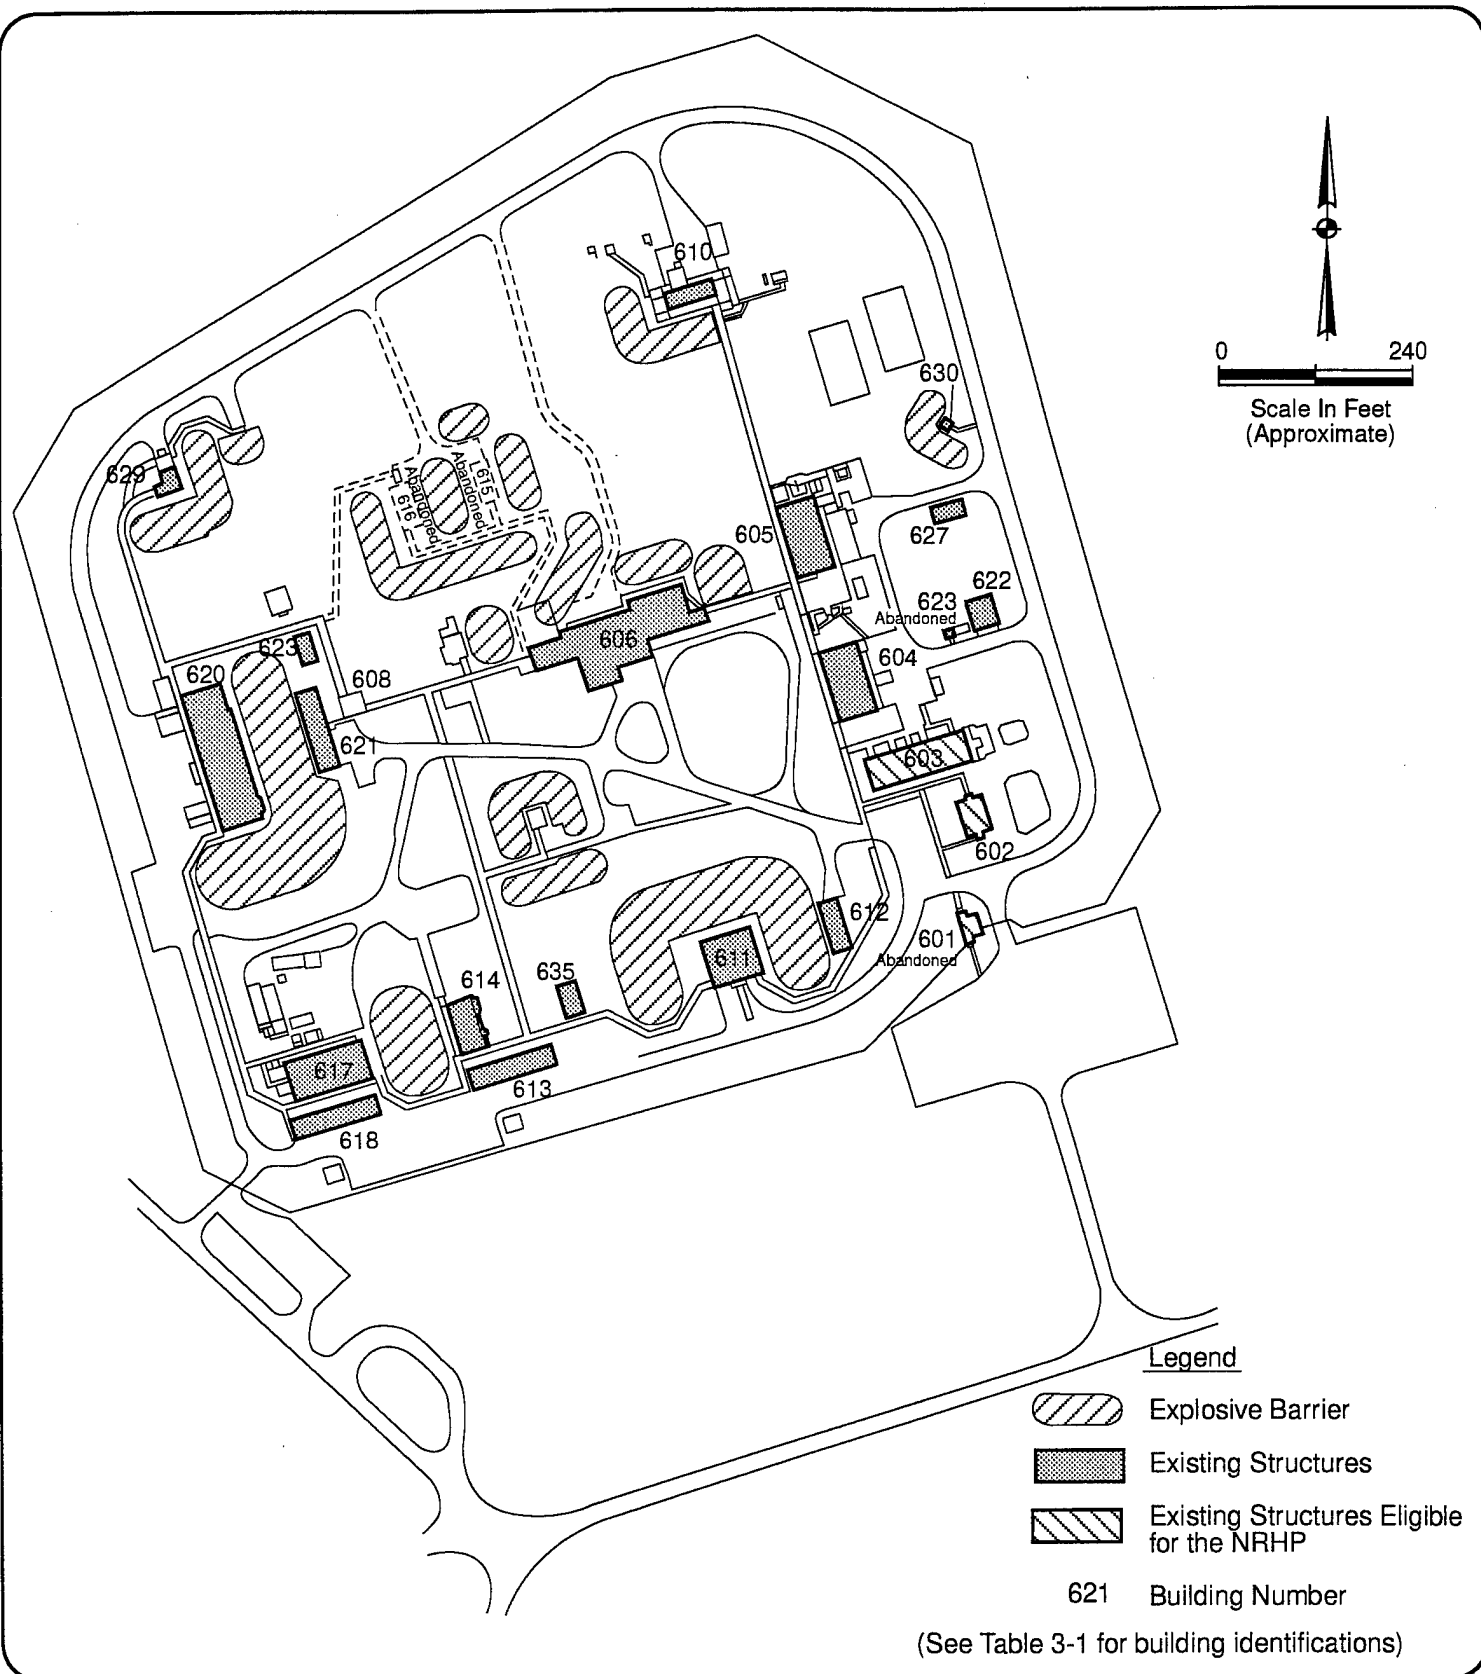 610
0 240
Scale In Feet
(Approximate)
630
629
L615
Abandoned
616
Abandoned
605
627
622
623
Abandoned
606
623
604
620
608
621
603
602
612
601
Abandoned
611
614
635
617
613
618
Legend
Explosive Barrier
Existing Structures
Existing Structures Eligible
for the NRHP
621 Building Number
(See Table 3-1 for building identifications)